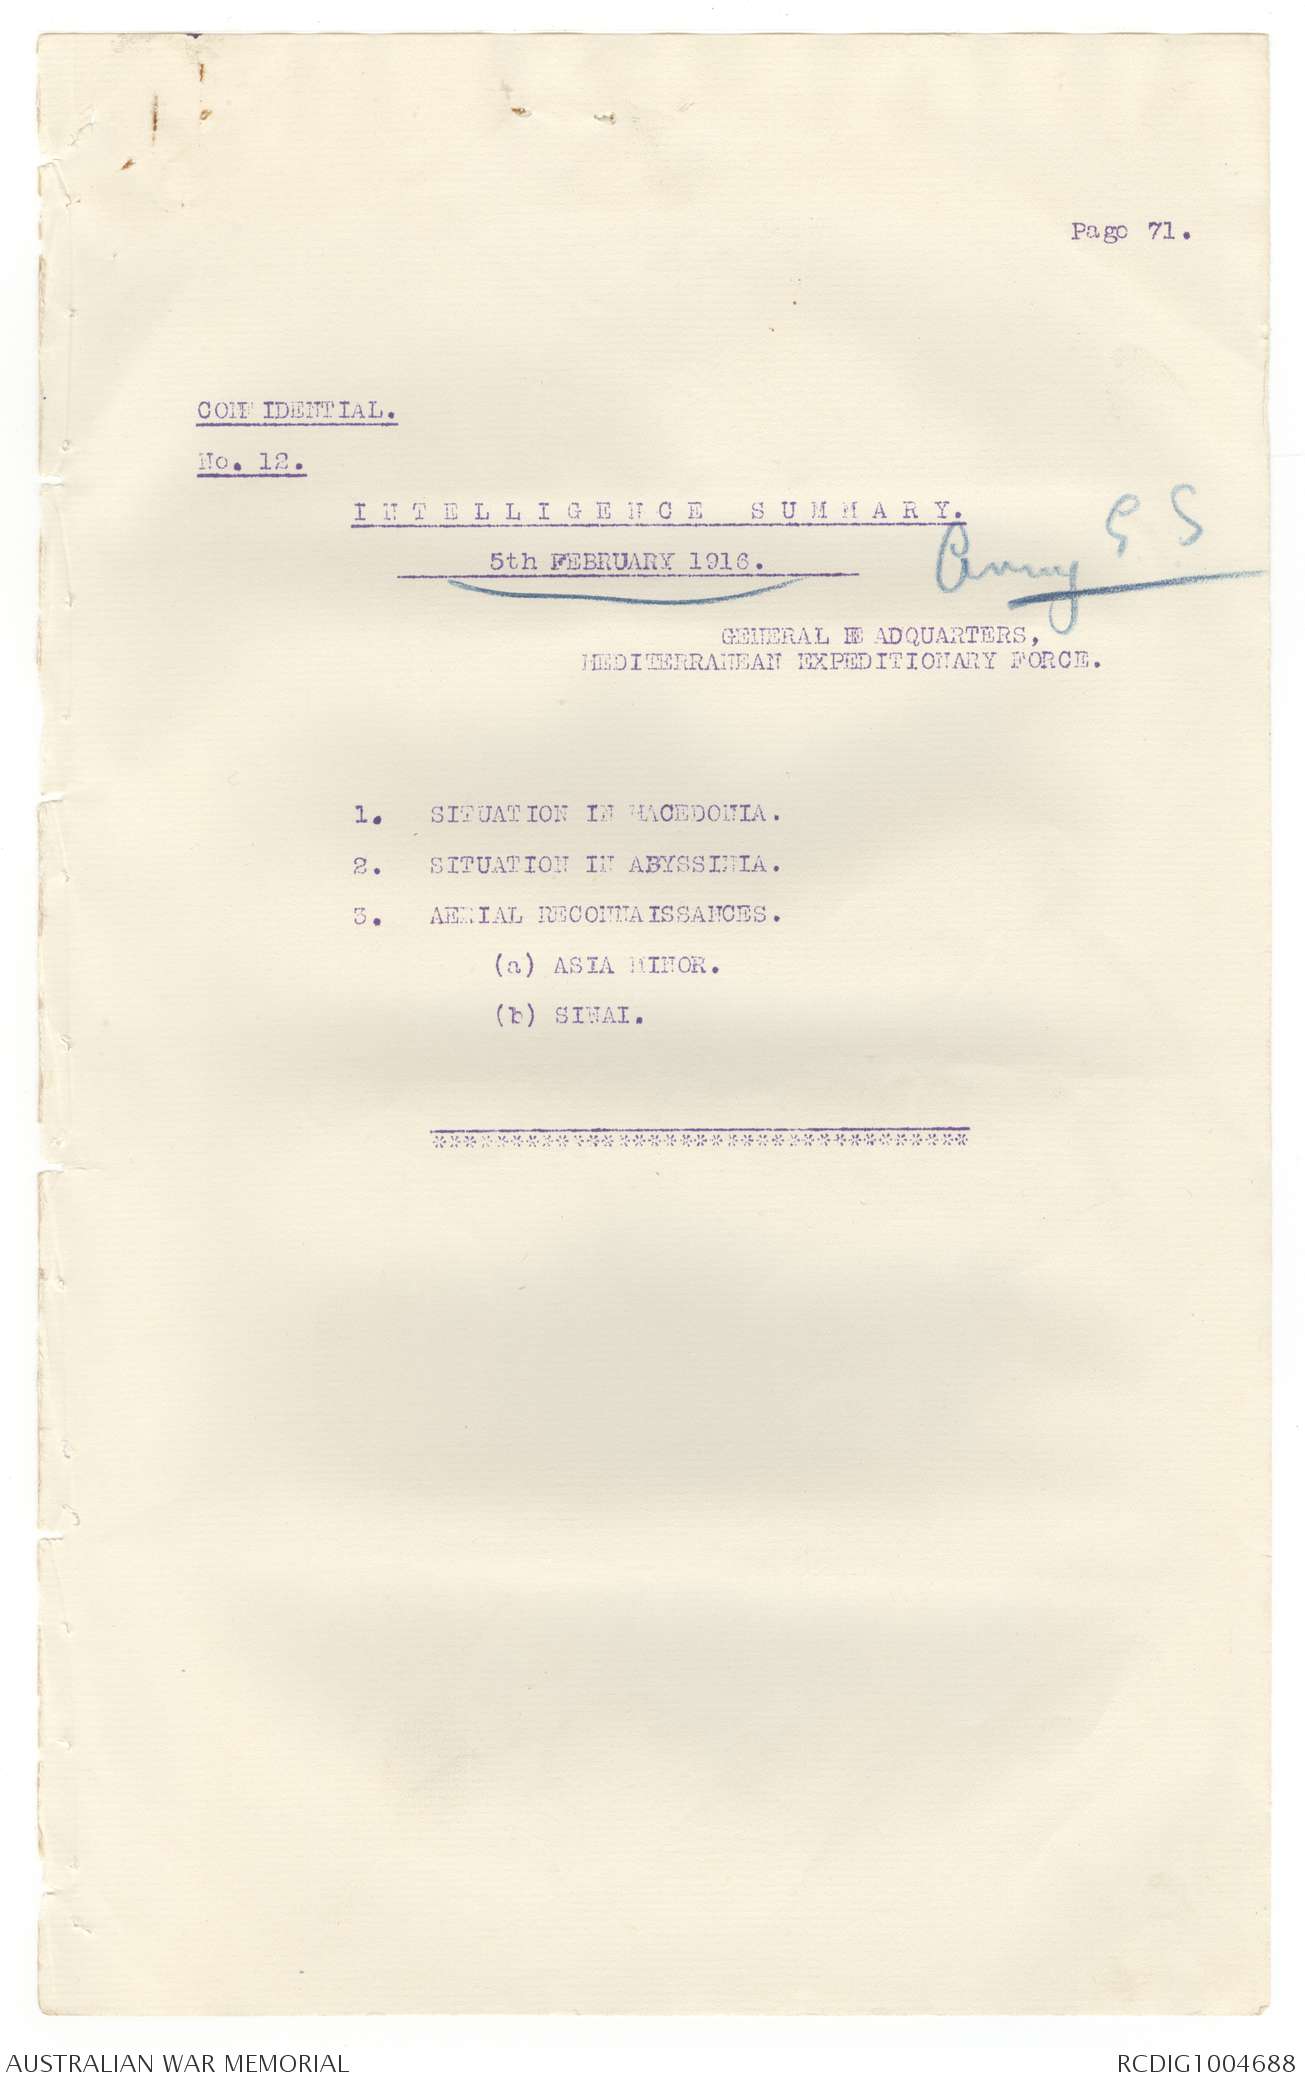 Page 71.
CONFIDENTIAL.
No. 12.
INTELLIGENCE SUMMARY.
G S
5th FEBRUARY 1916.
GENERAL HEADQUARTERS,
MEDITERRANEAN EXPEDITIONARY FORCE.
1. SITUATION IN MACEDONIA.
2. SITUATION IN ABYSSINIA.
3. AERIAL RECONNAISSANCES.
(a) ASIA MINOR.
(b) SINAI.
***********************************
AUSTRALIAN WAR MEMORIAL
RCDIG1004688